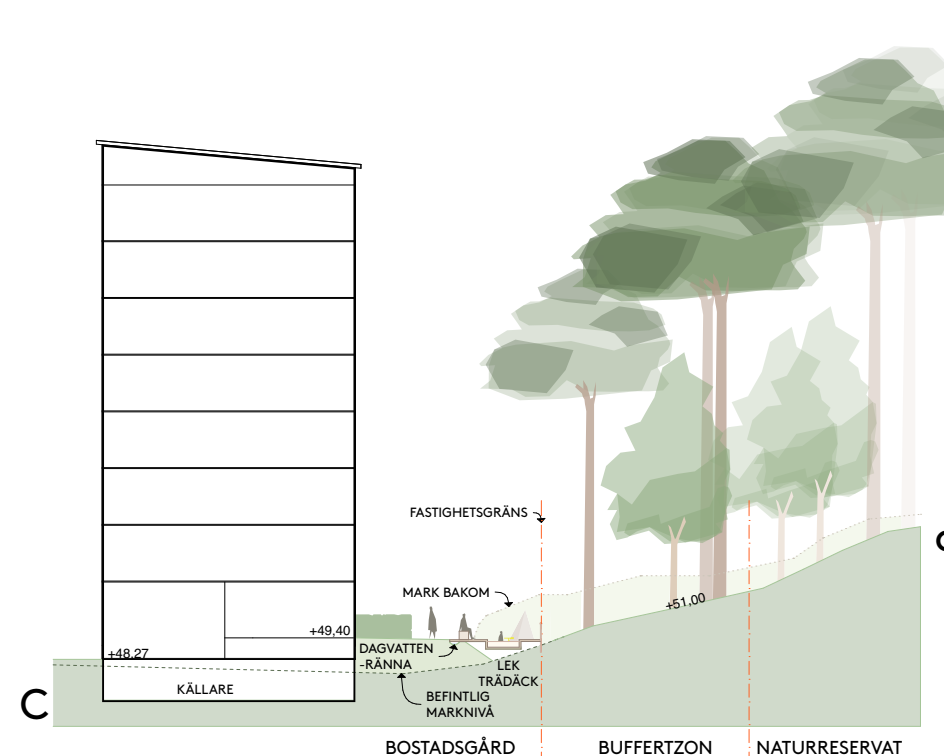 FASTIGHETSGRÄNS
MARK BAKOM
+51,00
+49,40
+48,27
DAGVATTEN
-RÄNNA
LEK
TRÄDÄCK
KÄLLARE
BEFINTLIG
MARKNIVÅ
C
BOSTADSGÅRD
BUFFERTZON
NATURRESERVAT